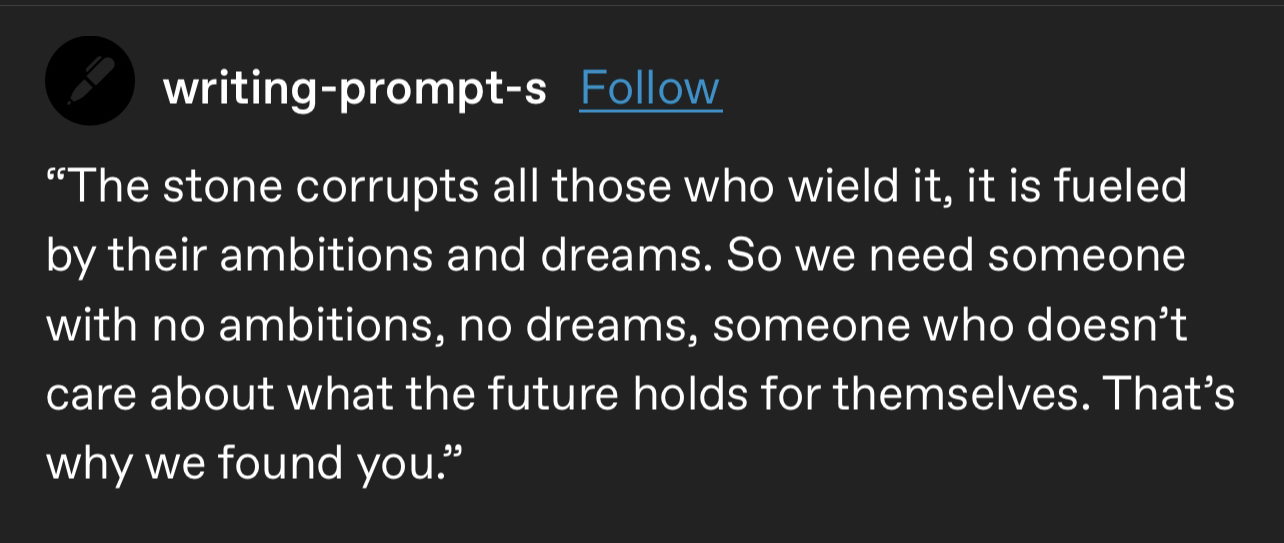 writing-prompt-s Follow
“The stone corrupts all those who wield it, it is fueled
by their ambitions and dreams. So we need someone
with no ambitions, no dreams, someone who doesn’t
care about what the future holds for themselves. That’s
why we found you.”